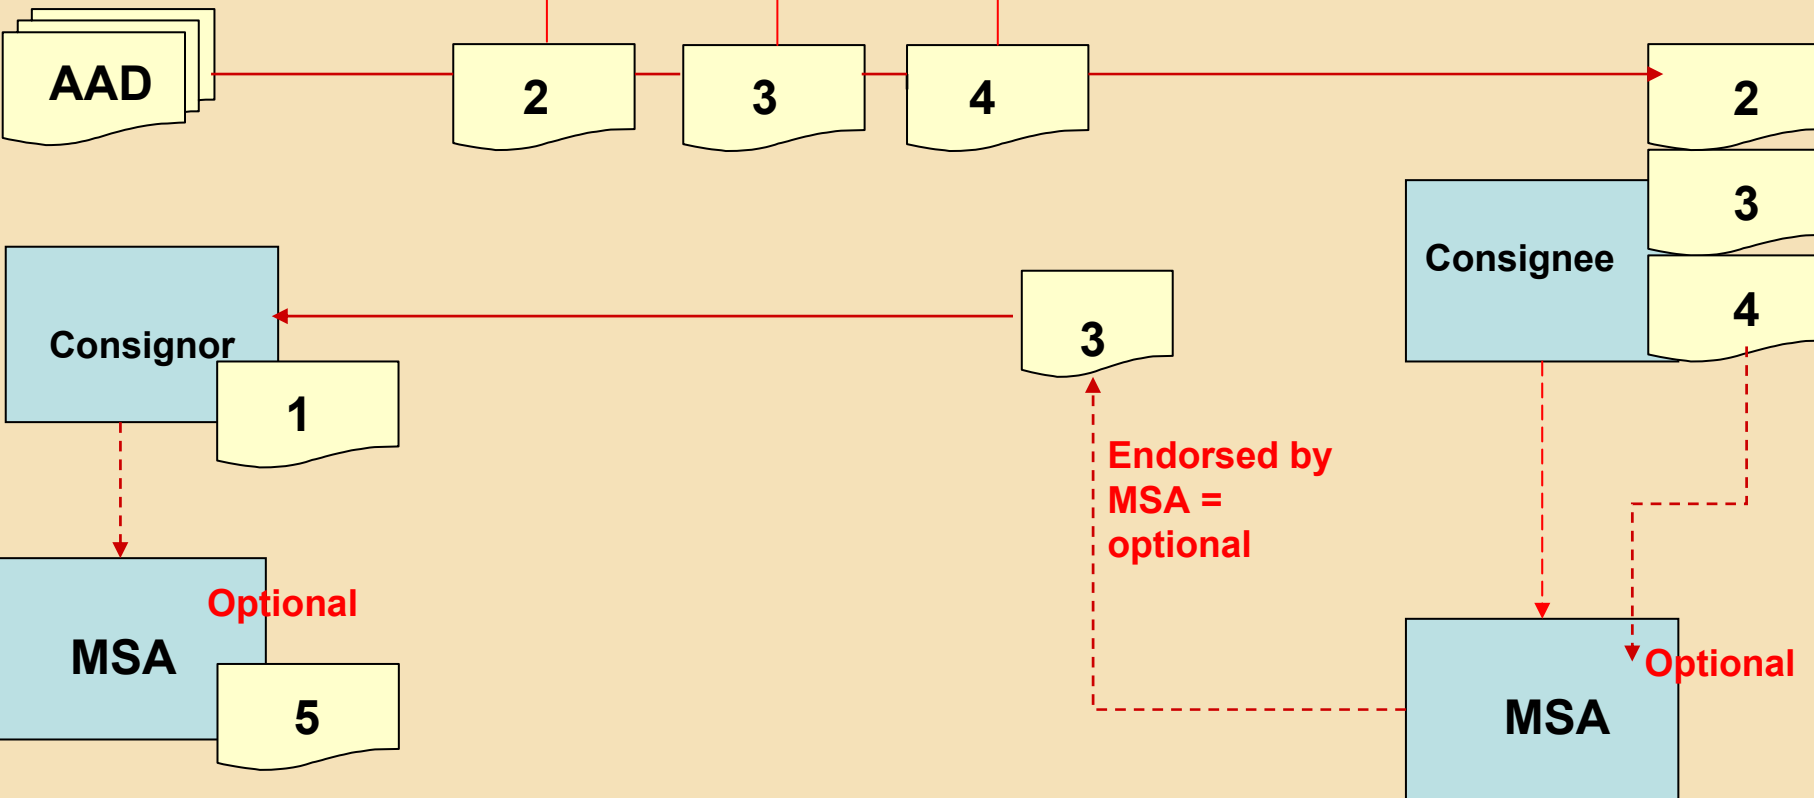 AAD
2
3
4
2
3
4
Consignee
Consignor
1
3
Endorsed by
MSA =
optional
Optional
MSA
5
Optional
MSA